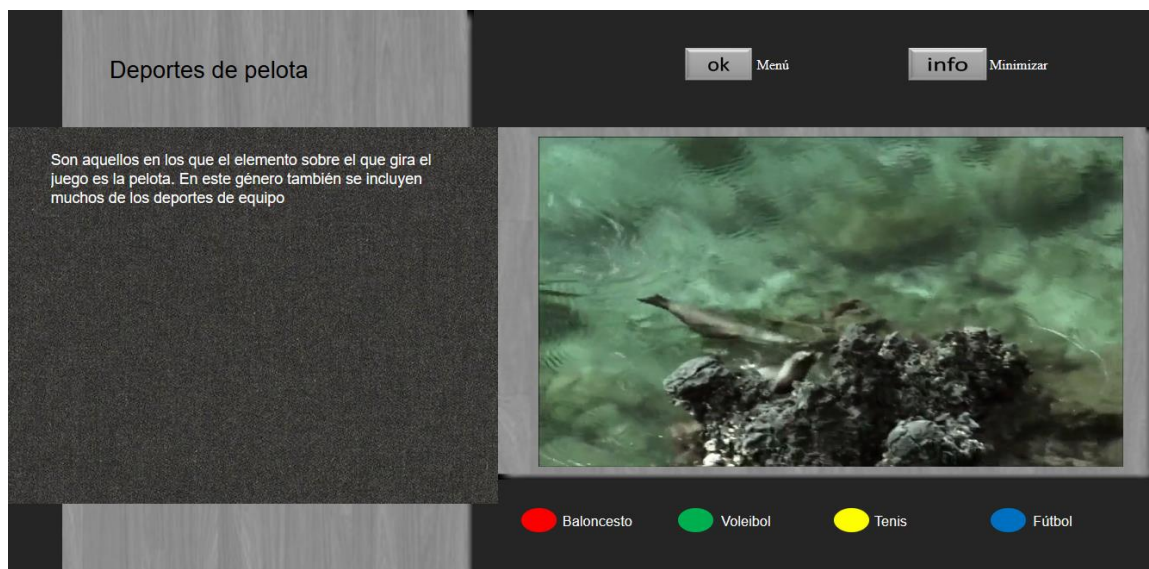 Deportes de pelota
ok Menú
info Minimizar
Son aquellos en los que el elemento sobre el que gira el
juego es la pelota. En este género también se incluyen
muchos de los deportes de equipo
Baloncesto
Voleibol
Tenis
Fútbol